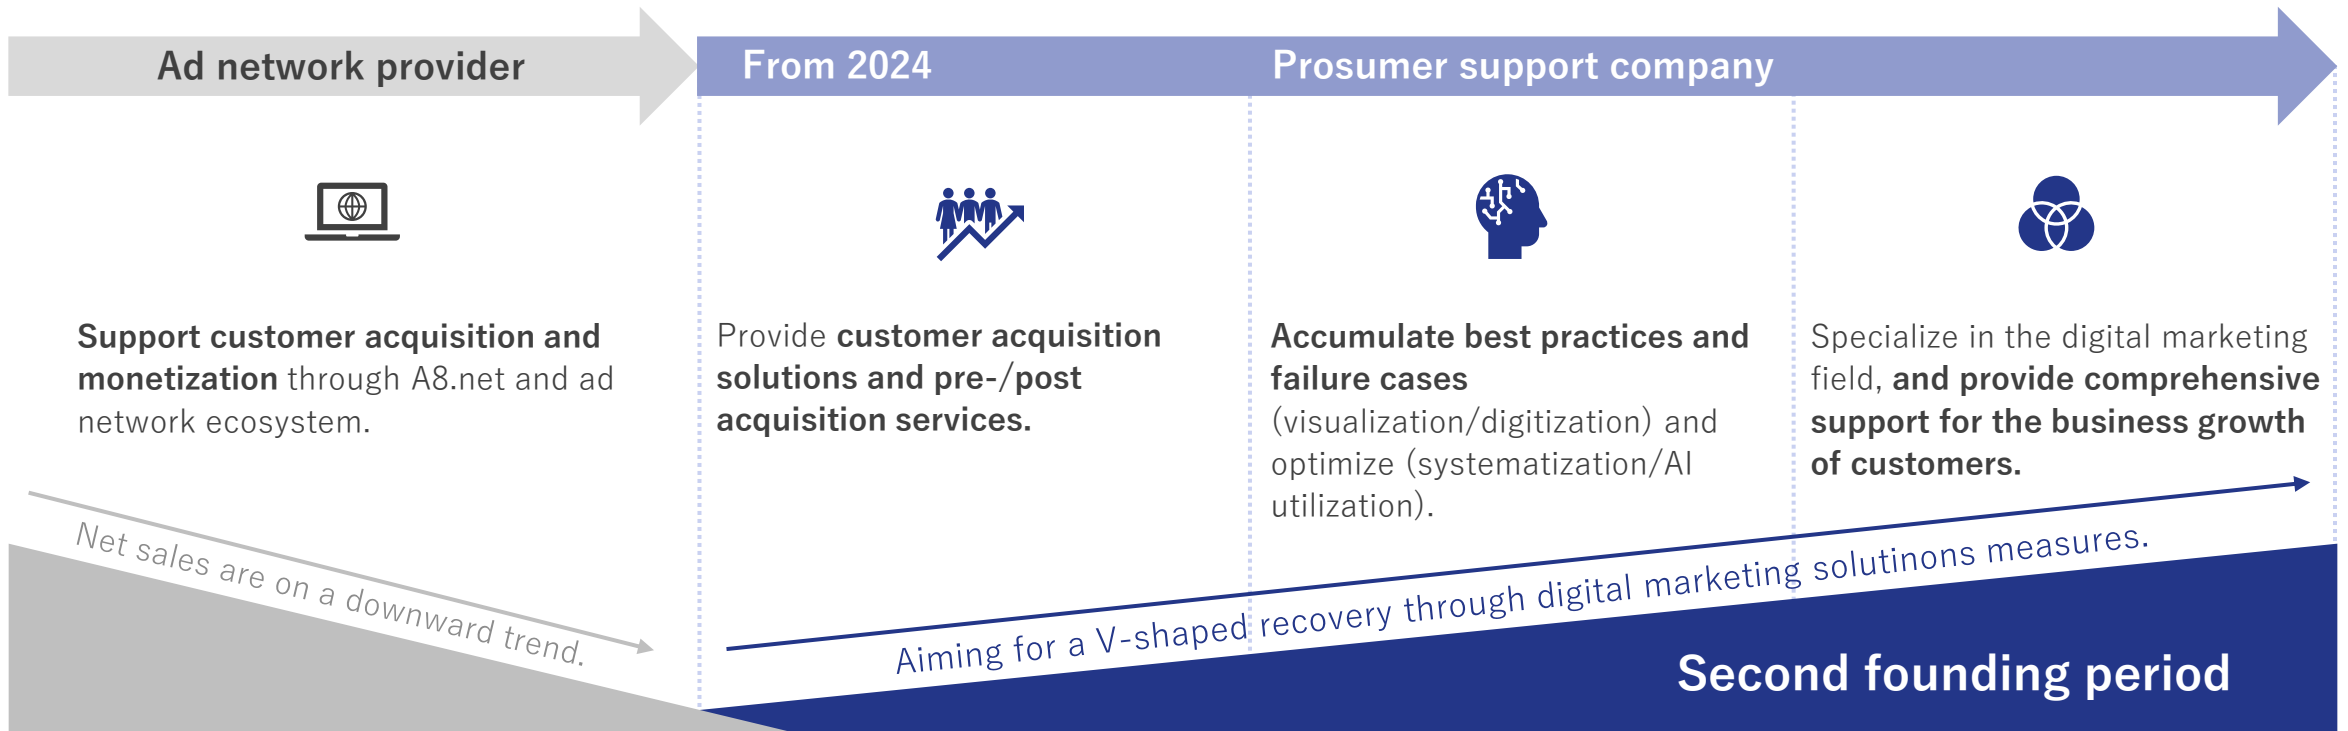 Ad network provider
From 2024
Prosumer support company
Support customer acquisition and
monetization through A8.net and ad
network ecosystem.
Provide customer acquisition
solutions and pre-/post
acquisition services.
Accumulate best practices and
failure cases
(visualization/digitization) and
optimize (systematization/AI
utilization).
Specialize in the digital marketing
field, and provide comprehensive
support for the business growth
of customers.
Net sales are on a downward trend.
Aiming for a V-shaped recovery through digital marketing solutinons measures.
Second founding period